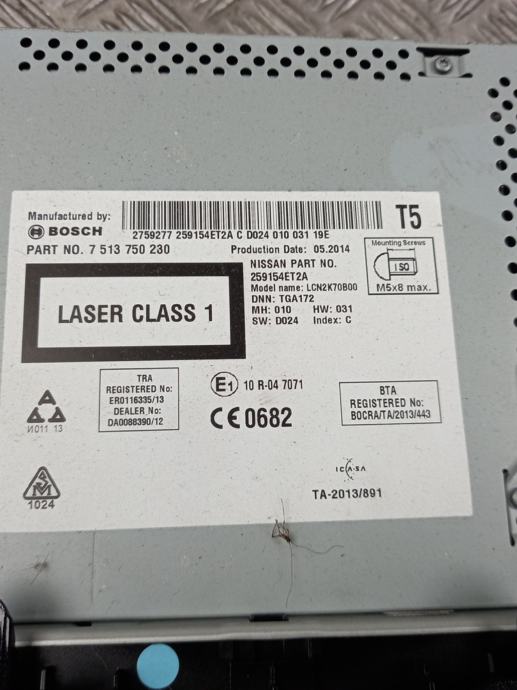 Manufactured by:
BOSCH
2759277 259154ET2A C D024 010 031 19E
T5
PART NO. 7 513 750 230
Production Date: 05.2014
NISSAN PART NO.
259154ET2A
Model name: LCN2K70B00
DNN: TGA172
MH: 010 HW: 031
SW: D024 Index: C
Mounting Screws
ISO
M5x8 max.
LASER CLASS 1
TRA
REGISTERED No:
ER0116335/13
DEALER No:
DA0088390/12
E1 10 R-04 7071
CE 0682
BTA
REGISTERED No:
BOCRA/TA/2013/443
И011 13
1024
ICASA
TA-2013/891